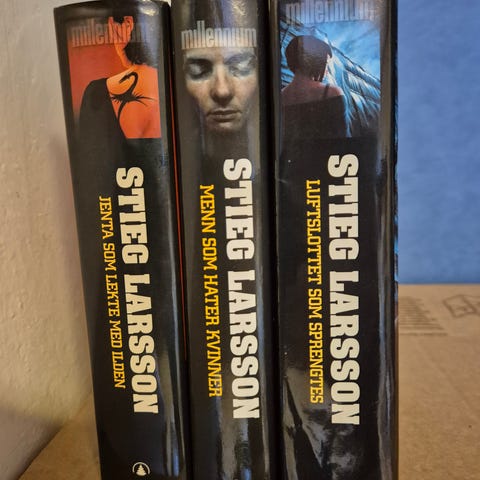 millennium
STIEG LARSSON
JENTA SOM LEKTE MED ILDEN
millennium
STIEG LARSSON
MENN SOM HATER KVINNER
millennium
STIEG LARSSON
LUFTSLOTTET SOM SPRENGTES